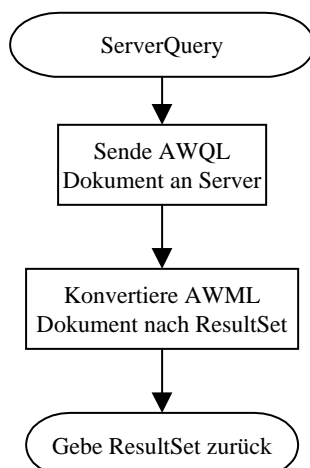 ServerQuery
Sende AWQL
Dokument an Server
Konvertiere AWML
Dokument nach ResultSet
Gebe ResultSet zurück